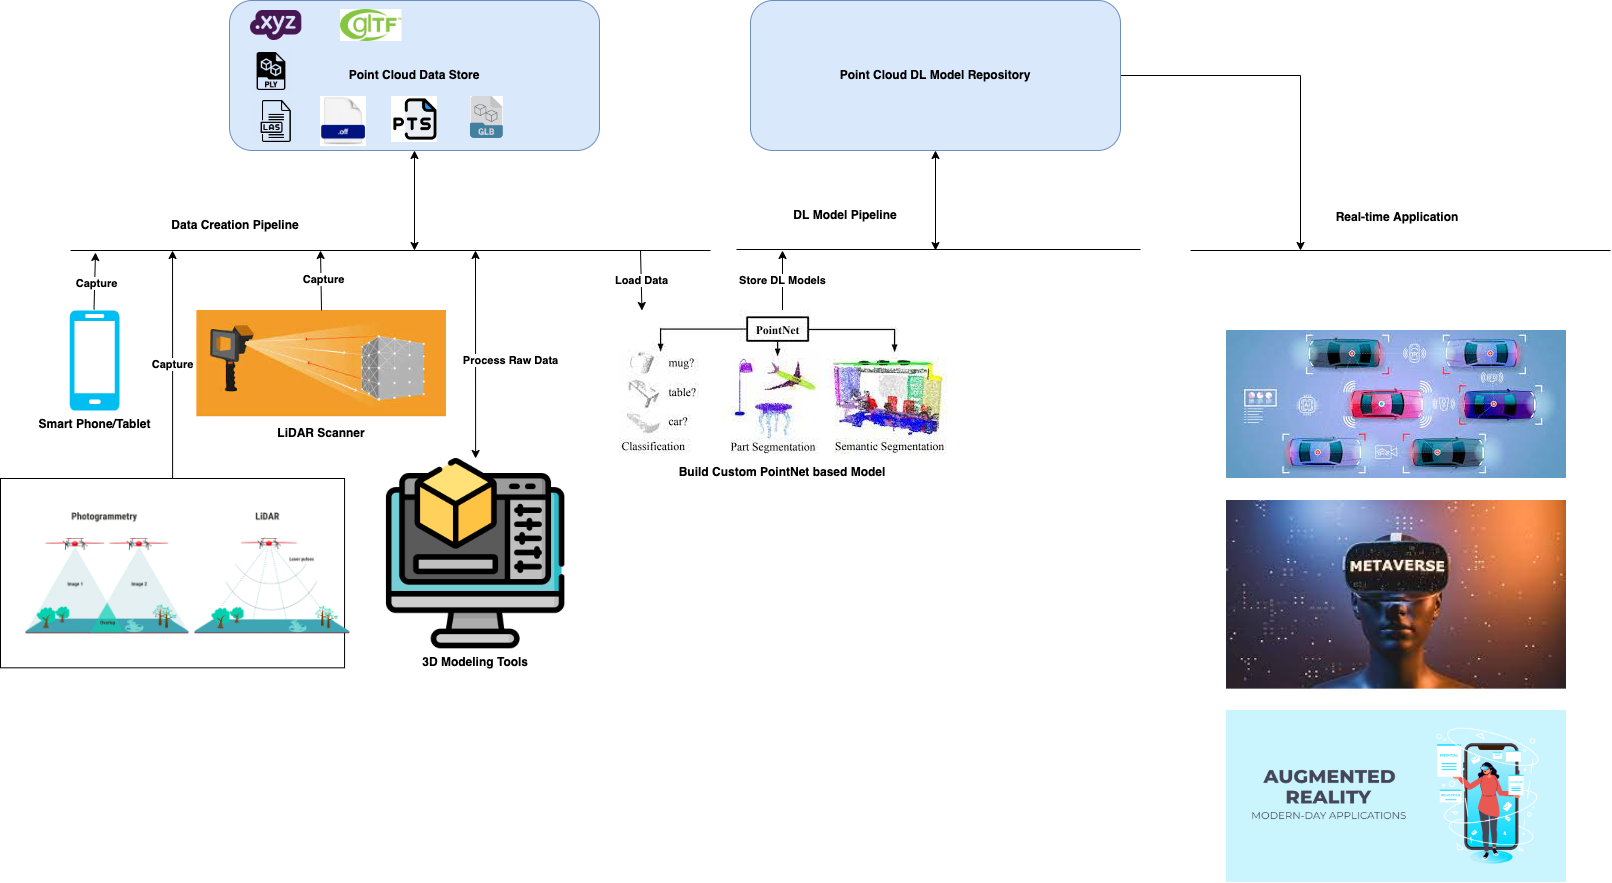 .xyz
glTF™
PLY
Point Cloud Data Store
LAS
.off
PTS
GLB
Point Cloud DL Model Repository
Data Creation Pipeline
DL Model Pipeline
Real-time Application
Capture
Capture
Load Data
Store DL Models
Capture
Process Raw Data
Smart Phone/Tablet
LiDAR Scanner
PointNet
mug?
table?
car?
Classification
Part Segmentation
Semantic Segmentation
Build Custom PointNet based Model
Photogrammetry
LiDAR
Laser pulses
Image 1
Image 2
Overlap
3D Modeling Tools
METAVERSE
AUGMENTED
REALITY
MODERN-DAY APPLICATIONS